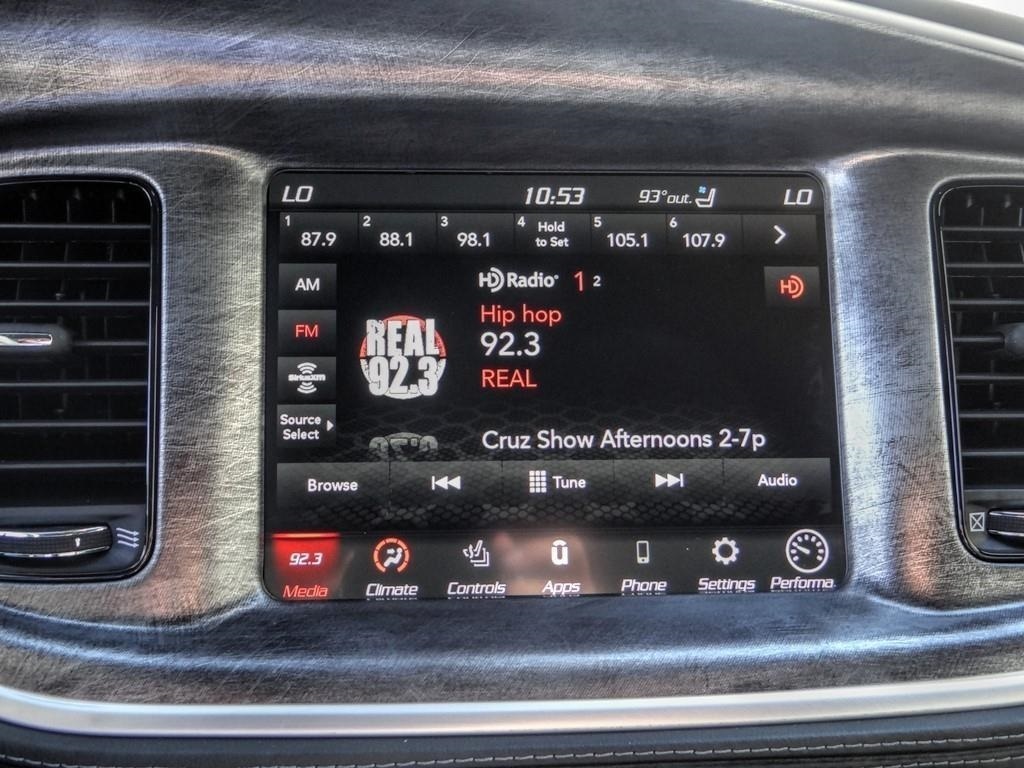 LO 10:53 93°out. LO
1 87.9 2 88.1 3 98.1 4 Hold to Set 5 105.1 6 107.9
AM
HD Radio 1 2
HD
FM
Hip hop
92.3
REAL
REAL
92.3
SiriusXM
Source
Select
Cruz Show Afternoons 2-7p
Browse Tune Audio
92.3
Media Climate Controls Apps Phone Settings Performa